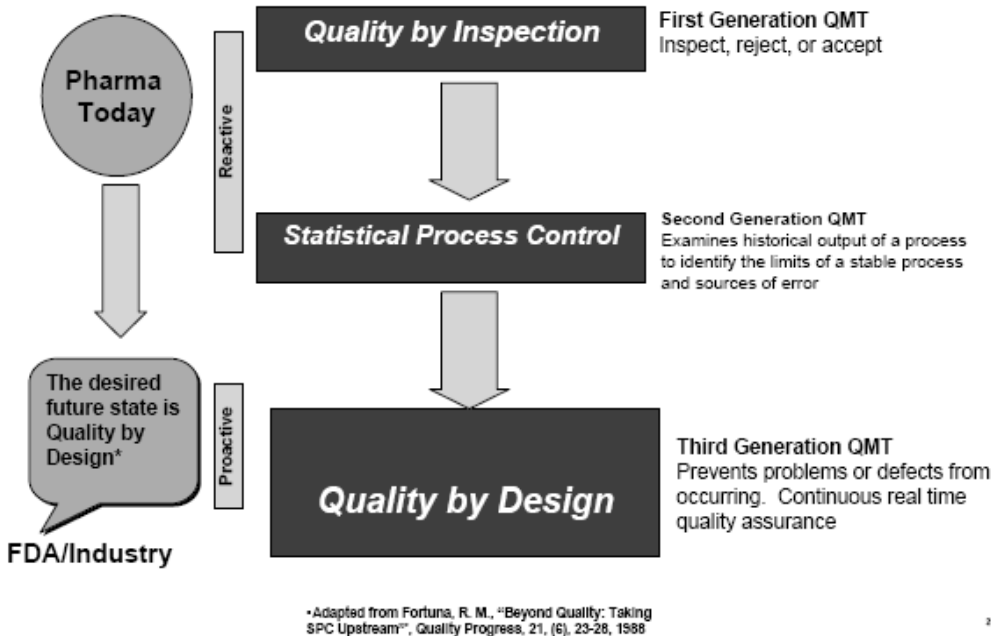 Quality by Inspection
First Generation QMT
Inspect, reject, or accept
Pharma
Today
Reactive
Statistical Process Control
Second Generation QMT
Examines historical output of a process
to identify the limits of a stable process
and sources of error
The desired
future state is
Quality by
Design*
Proactive
Quality by Design
Third Generation QMT
Prevents problems or defects from
occurring. Continuous real time
quality assurance
FDA/Industry
•Adapted from Fortuna, R. M., “Beyond Quality: Taking
SPC Upstream”, Quality Progress, 21, (6), 23-28, 1988
2